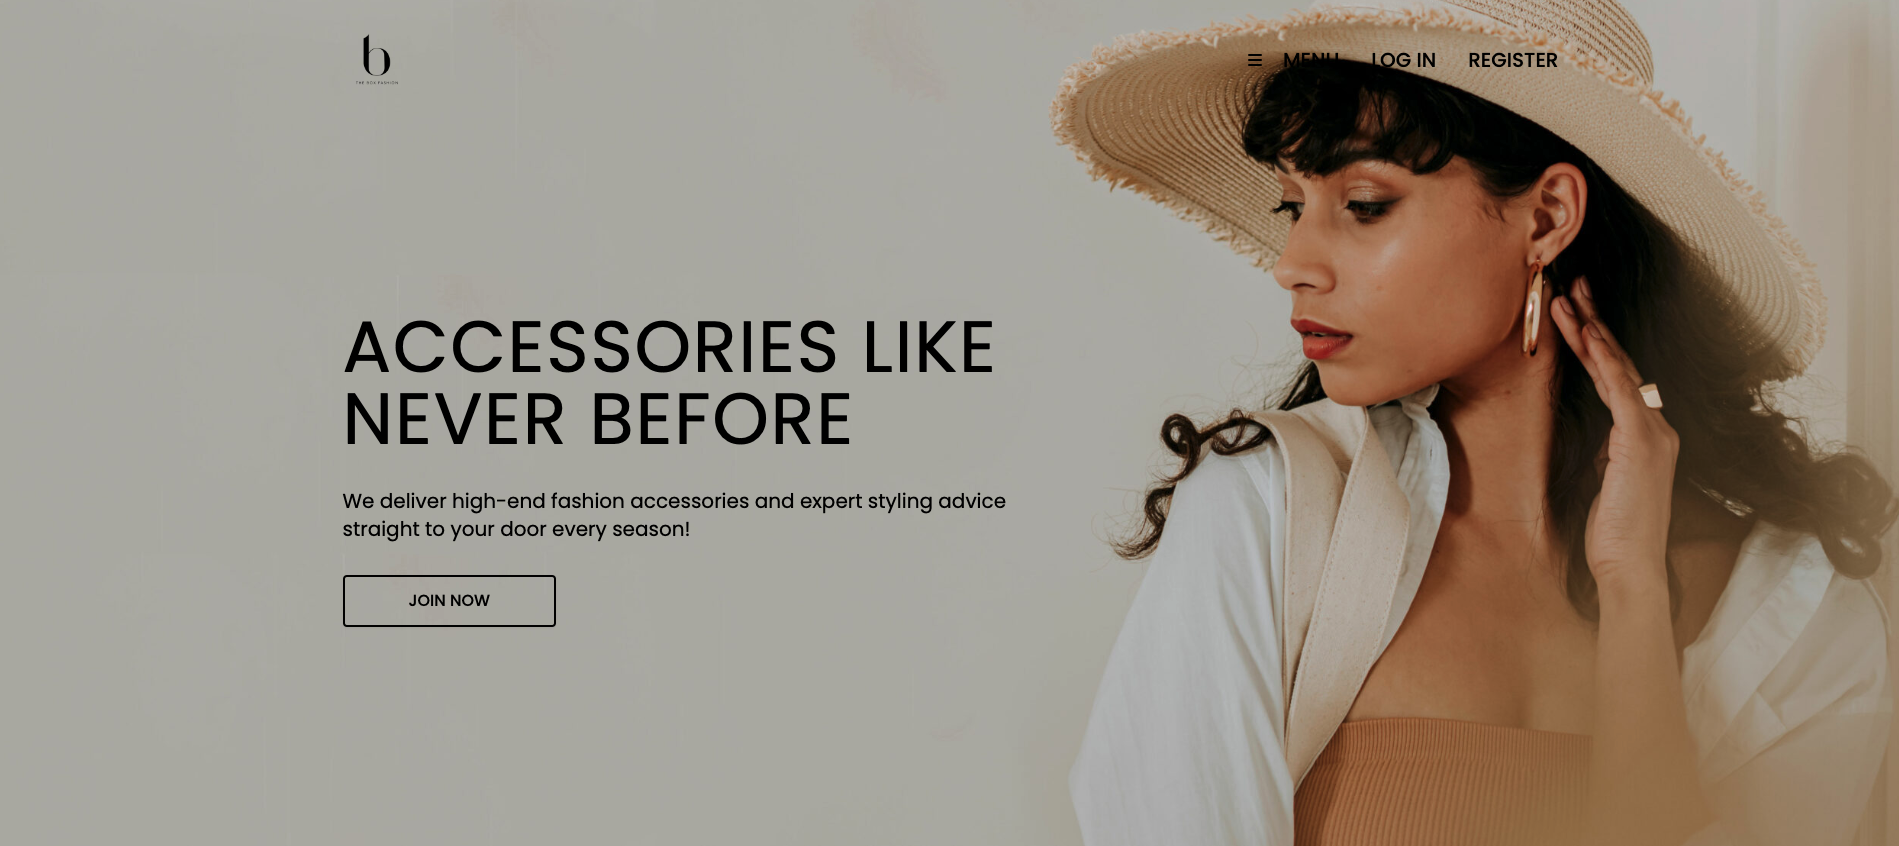 b
THE BOX FASHION
MENU LOG IN REGISTER
ACCESSORIES LIKE
NEVER BEFORE
We deliver high-end fashion accessories and expert styling advice
straight to your door every season!
JOIN NOW